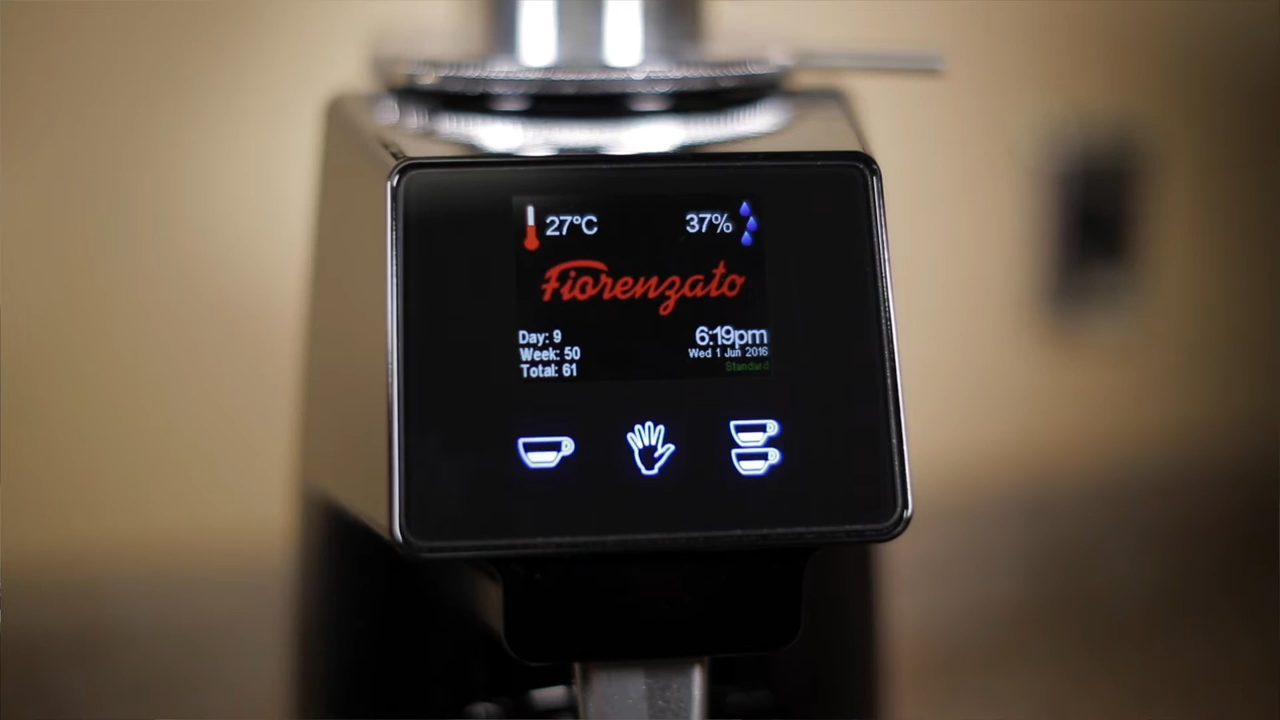 27°C 37%
Fiorenzato
Day: 9
Week: 50
Total: 61
6:19pm
Wed 1 Jun 2016
Standard